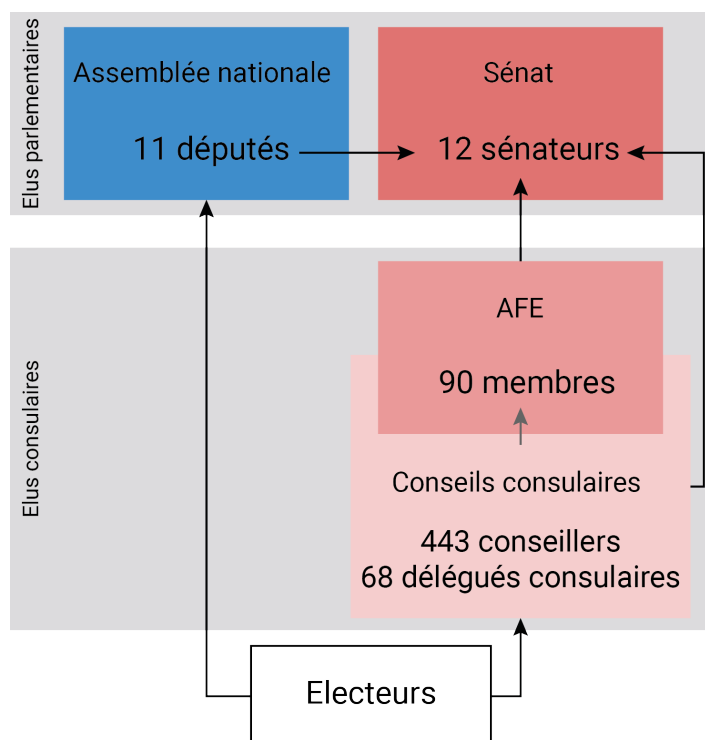 Elus parlementaires
Assemblée nationale
11 députés
Sénat
12 sénateurs
Elus consulaires
AFE
90 membres
Conseils consulaires
443 conseillers
68 délégués consulaires
Electeurs